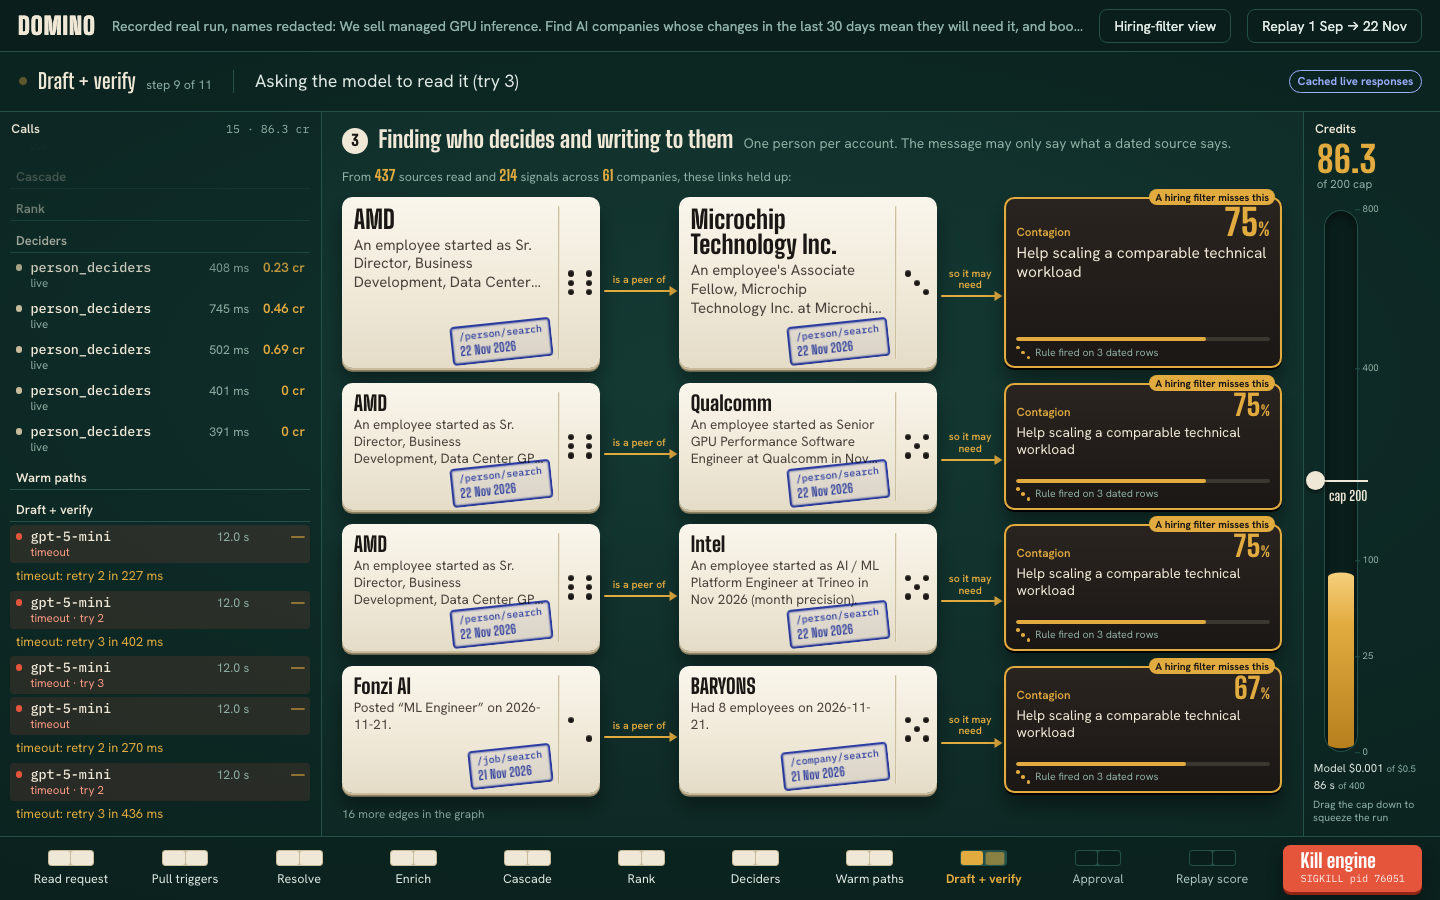 DOMINO
Recorded real run, names redacted: We sell managed GPU inference. Find AI companies whose changes in the last 30 days mean they will need it, and boo...
Hiring-filter view
Replay 1 Sep → 22 Nov
Draft + verify
step 9 of 11
Asking the model to read it (try 3)
Cached live responses
Calls
15 · 86.3 cr
Cascade
Rank
Deciders
person_deciders 408 ms 0.23 cr
live
person_deciders 745 ms 0.46 cr
live
person_deciders 502 ms 0.69 cr
live
person_deciders 401 ms 0 cr
live
person_deciders 391 ms 0 cr
live
Warm paths
Draft + verify
gpt-5-mini 12.0 s —
timeout
timeout: retry 2 in 227 ms
gpt-5-mini 12.0 s —
timeout · try 2
timeout: retry 3 in 402 ms
gpt-5-mini 12.0 s —
timeout · try 3
gpt-5-mini 12.0 s —
timeout
timeout: retry 2 in 270 ms
gpt-5-mini 12.0 s —
timeout · try 2
timeout: retry 3 in 436 ms
3 Finding who decides and writing to them
One person per account. The message may only say what a dated source says.
From 437 sources read and 214 signals across 61 companies, these links held up:
AMD
An employee started as Sr.
Director, Business
Development, Data Center...
/person/search
22 Nov 2026
is a peer of
Microchip
Technology Inc.
An employee's Associate
Fellow, Microchip
Technology Inc. at Microchi...
/person/search
22 Nov 2026
so it may
need
A hiring filter misses this
Contagion
75%
Help scaling a comparable technical
workload
Rule fired on 3 dated rows
AMD
An employee started as Sr.
Director, Business
Development, Data Center GP...
/person/search
22 Nov 2026
is a peer of
Qualcomm
An employee started as Senior
GPU Performance Software
Engineer at Qualcomm in Nov...
/person/search
22 Nov 2026
so it may
need
A hiring filter misses this
Contagion
75%
Help scaling a comparable technical
workload
Rule fired on 3 dated rows
AMD
An employee started as Sr.
Director, Business
Development, Data Center GP...
/person/search
22 Nov 2026
is a peer of
Intel
An employee started as AI / ML
Platform Engineer at Trineo in
Nov 2026 (month precision).
/person/search
22 Nov 2026
so it may
need
A hiring filter misses this
Contagion
75%
Help scaling a comparable technical
workload
Rule fired on 3 dated rows
Fonzi AI
Posted “ML Engineer” on 2026-
11-21.
/job/search
21 Nov 2026
is a peer of
BARYONS
Had 8 employees on 2026-11-
21.
/company/search
21 Nov 2026
so it may
need
A hiring filter misses this
Contagion
67%
Help scaling a comparable technical
workload
Rule fired on 3 dated rows
16 more edges in the graph
Credits
86.3
of 200 cap
800
400
cap 200
100
25
0
Model $0.001 of $0.5
86 s of 400
Drag the cap down to
squeeze the run
Read request
Pull triggers
Resolve
Enrich
Cascade
Rank
Deciders
Warm paths
Draft + verify
Approval
Replay score
Kill engine
SIGKILL pid 76051